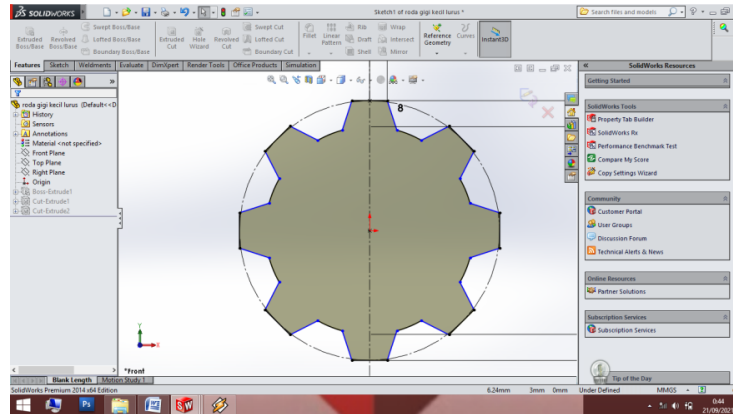 SOLIDWORKS
Sketch1 of roda gigi kecil lurus *
Search files and models
Extruded Boss/Base
Revolved Boss/Base
Swept Boss/Base
Lofted Boss/Base
Boundary Boss/Base
Extruded Cut
Hole Wizard
Revolved Cut
Swept Cut
Lofted Cut
Boundary Cut
Fillet
Linear Pattern
Rib
Draft
Shell
Wrap
Intersect
Mirror
Reference Geometry
Curves
Instant3D
Features
Sketch
Weldments
Evaluate
DimXpert
Render Tools
Office Products
Simulation
roda gigi kecil lurus (Default<<D
History
Sensors
Annotations
Material <not specified>
Front Plane
Top Plane
Right Plane
Origin
Boss-Extrude1
Cut-Extrude1
Cut-Extrude2
8
Y
*Front
SolidWorks Resources
Getting Started
SolidWorks Tools
Property Tab Builder
SolidWorks Rx
Performance Benchmark Test
Compare My Score
Copy Settings Wizard
Community
Customer Portal
User Groups
Discussion Forum
Technical Alerts & News
Online Resources
Partner Solutions
Subscription Services
Subscription Services
Tip of the Day
Blank Length
Motion Study 1
SolidWorks Premium 2014 x64 Edition
6.24mm
3mm
0mm
Under Defined
MMGS
Ps
SW
0:44
21/09/2021